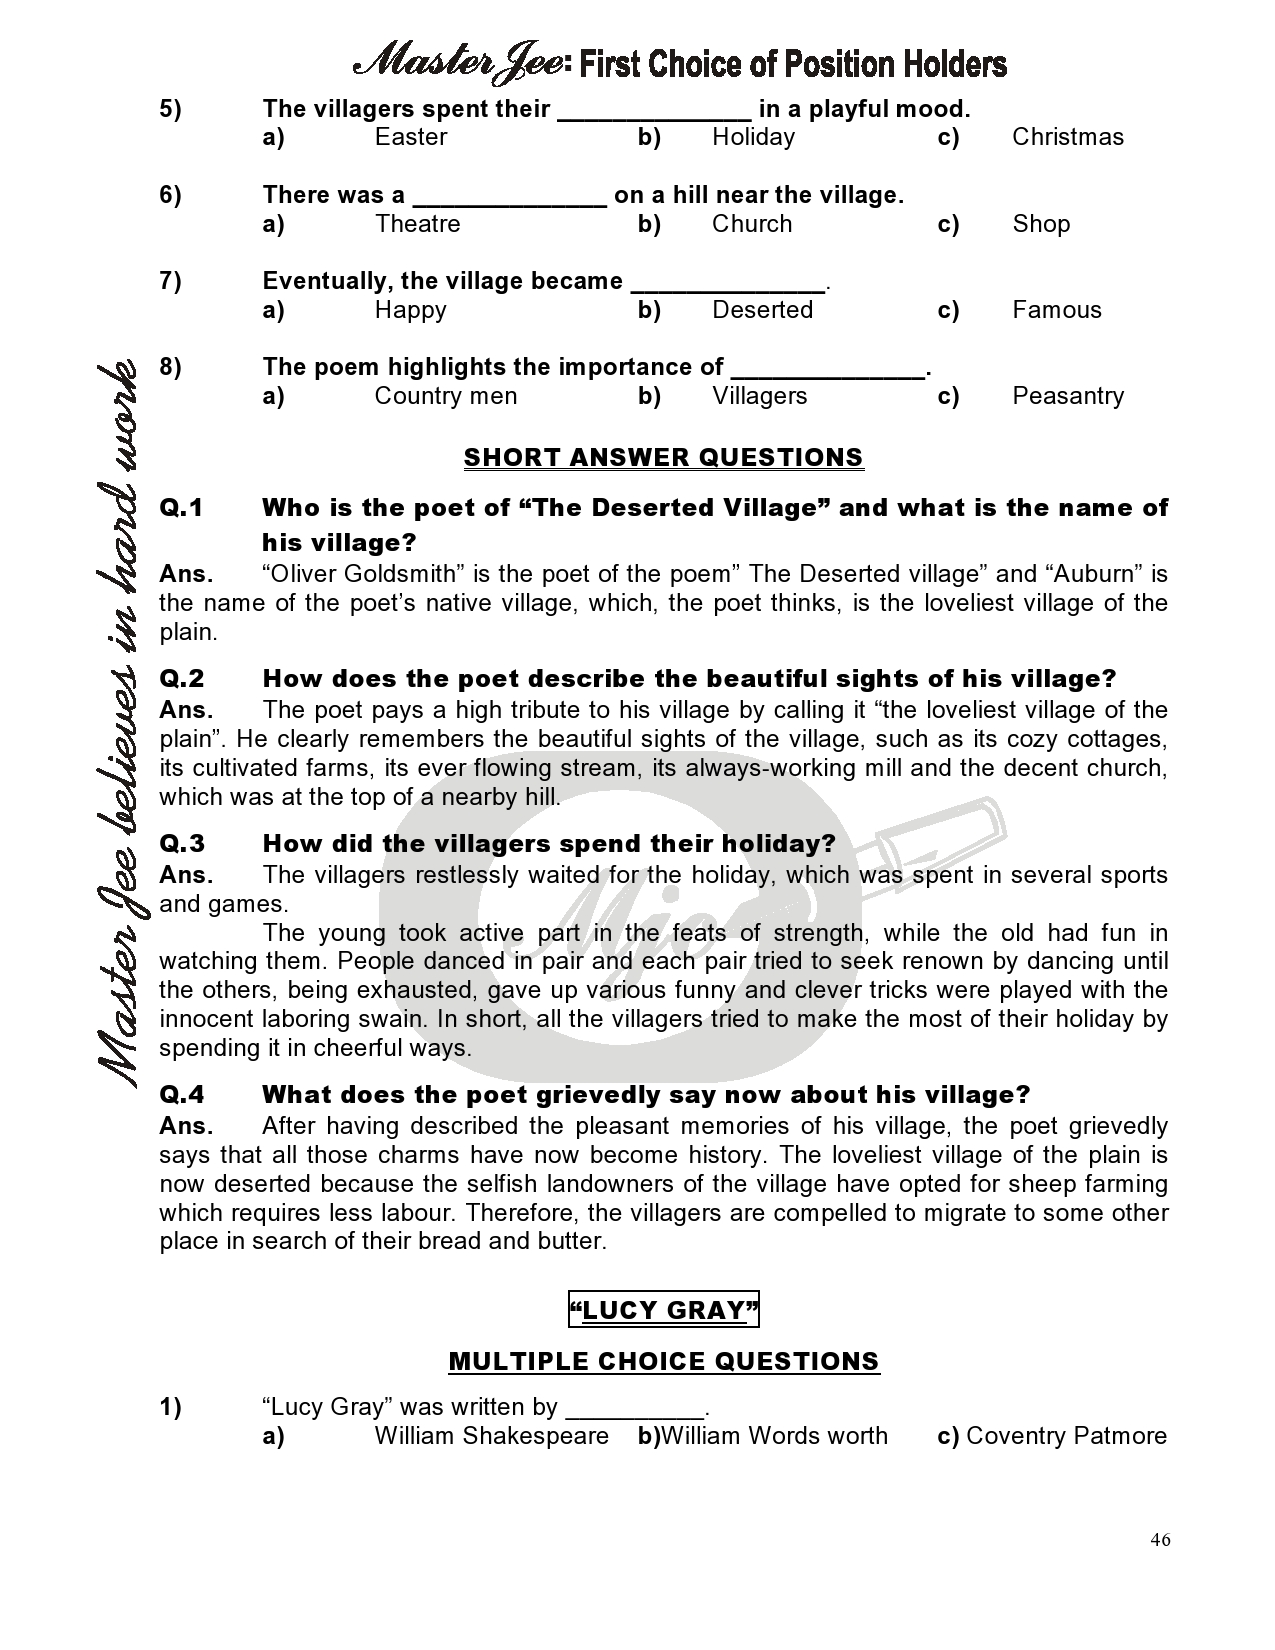 Master Jee: First Choice of Position Holders
5) The villagers spent their ______________ in a playful mood.
a) Easter b) Holiday c) Christmas
6) There was a ______________ on a hill near the village.
a) Theatre b) Church c) Shop
7) Eventually, the village became ______________.
a) Happy b) Deserted c) Famous
8) The poem highlights the importance of ______________.
a) Country men b) Villagers c) Peasantry
Master Jee believes in hard work
SHORT ANSWER QUESTIONS
Q.1 Who is the poet of “The Deserted Village” and what is the name of
his village?
Ans. “Oliver Goldsmith” is the poet of the poem” The Deserted village” and “Auburn” is
the name of the poet’s native village, which, the poet thinks, is the loveliest village of the
plain.
Q.2 How does the poet describe the beautiful sights of his village?
Ans. The poet pays a high tribute to his village by calling it “the loveliest village of the
plain”. He clearly remembers the beautiful sights of the village, such as its cozy cottages,
its cultivated farms, its ever flowing stream, its always-working mill and the decent church,
which was at the top of a nearby hill.
Q.3 How did the villagers spend their holiday?
Ans. The villagers restlessly waited for the holiday, which was spent in several sports
and games.
The young took active part in the feats of strength, while the old had fun in
watching them. People danced in pair and each pair tried to seek renown by dancing until
the others, being exhausted, gave up various funny and clever tricks were played with the
innocent laboring swain. In short, all the villagers tried to make the most of their holiday by
spending it in cheerful ways.
Mjc
Q.4 What does the poet grievedly say now about his village?
Ans. After having described the pleasant memories of his village, the poet grievedly
says that all those charms have now become history. The loveliest village of the plain is
now deserted because the selfish landowners of the village have opted for sheep farming
which requires less labour. Therefore, the villagers are compelled to migrate to some other
place in search of their bread and butter.
“LUCY GRAY”
MULTIPLE CHOICE QUESTIONS
1) “Lucy Gray” was written by __________.
a) William Shakespeare b)William Words worth c) Coventry Patmore
46